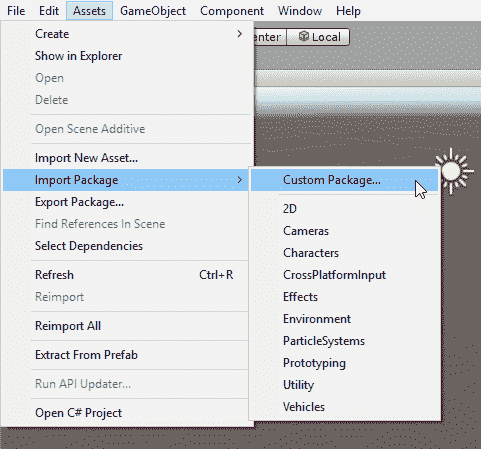 File Edit Assets GameObject Component Window Help
enter Local
Create
Show in Explorer
Open
Delete
Open Scene Additive
Import New Asset...
Import Package
Export Package...
Find References In Scene
Select Dependencies
Refresh Ctrl+R
Reimport
Reimport All
Extract From Prefab
Run API Updater...
Open C# Project
Custom Package...
2D
Cameras
Characters
CrossPlatformInput
Effects
Environment
ParticleSystems
Prototyping
Utility
Vehicles